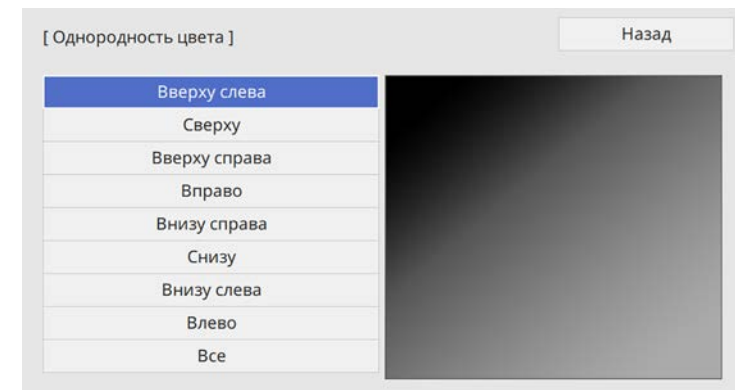 [ Однородность цвета ]
Назад
Вверху слева
Сверху
Вверху справа
Вправо
Внизу справа
Снизу
Внизу слева
Влево
Все